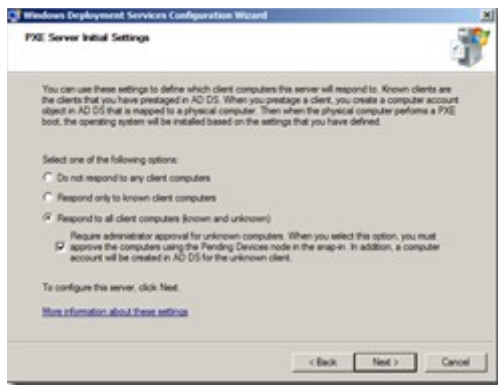 Windows Deployment Services Configuration Wizard
PXE Server Initial Settings
You can use these settings to define which client computers this server will respond to. Known clients are
the clients that you have prestaged in AD DS. When you prestage a client, you create a computer account
object in AD DS that is mapped to a physical computer. Then when the physical computer performs a PXE
boot, the operating system will be installed based on the settings that you have defined.
Select one of the following options:
Do not respond to any client computers
Respond only to known client computers
Respond to all client computers (known and unknown)
Require administrator approval for unknown computers. When you select this option, you must
approve the computers using the Pending Devices node in the snap-in. In addition, a computer
account will be created in AD DS for the unknown client.
To configure this server, click Next.
More information about these settings
< Back Next > Cancel